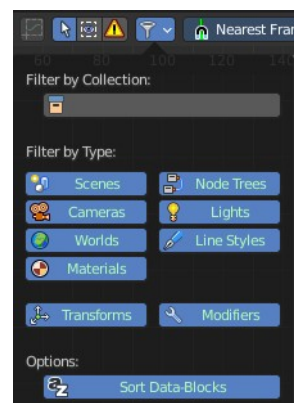 Nearest Fran
60 80 100 120 140
Filter by Collection:
Filter by Type:
Scenes Node Trees
Cameras Lights
Worlds Line Styles
Materials
Transforms Modifiers
Options:
Sort Data-Blocks